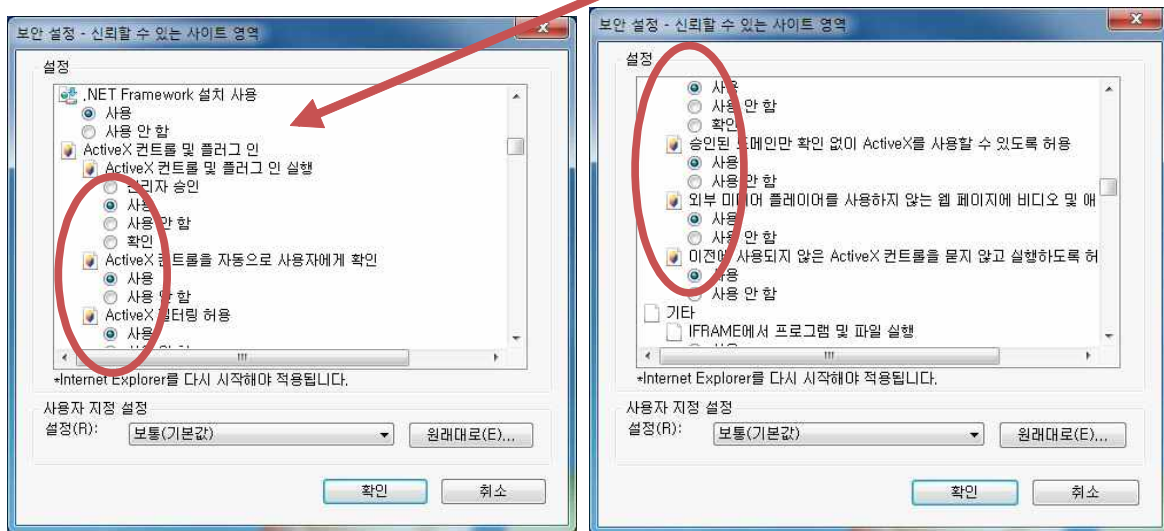 보안 설정 - 신뢰할 수 있는 사이트 영역
설정
.NET Framework 설치 사용
사용
사용 안 함
ActiveX 컨트롤 및 플러그 인
ActiveX 컨트롤 및 플러그 인 실행
관리자 승인
사용
사용 안 함
확인
ActiveX 컨트롤을 자동으로 사용자에게 확인
사용
사용 안 함
ActiveX 필터링 허용
사용
*Internet Explorer를 다시 시작해야 적용됩니다.
사용자 지정 설정
설정(R):
보통(기본값)
원래대로(E)...
확인
취소
보안 설정 - 신뢰할 수 있는 사이트 영역
설정
사용
사용 안 함
확인
승인된 도메인만 확인 없이 ActiveX를 사용할 수 있도록 허용
사용
사용 안 함
외부 미디어 플레이어를 사용하지 않는 웹 페이지에 비디오 및 애
사용
사용 안 함
이전에 사용되지 않은 ActiveX 컨트롤을 묻지 않고 실행하도록 허
사용
사용 안 함
기타
IFRAME에서 프로그램 및 파일 실행
*Internet Explorer를 다시 시작해야 적용됩니다.
사용자 지정 설정
설정(R):
보통(기본값)
원래대로(E)...
확인
취소